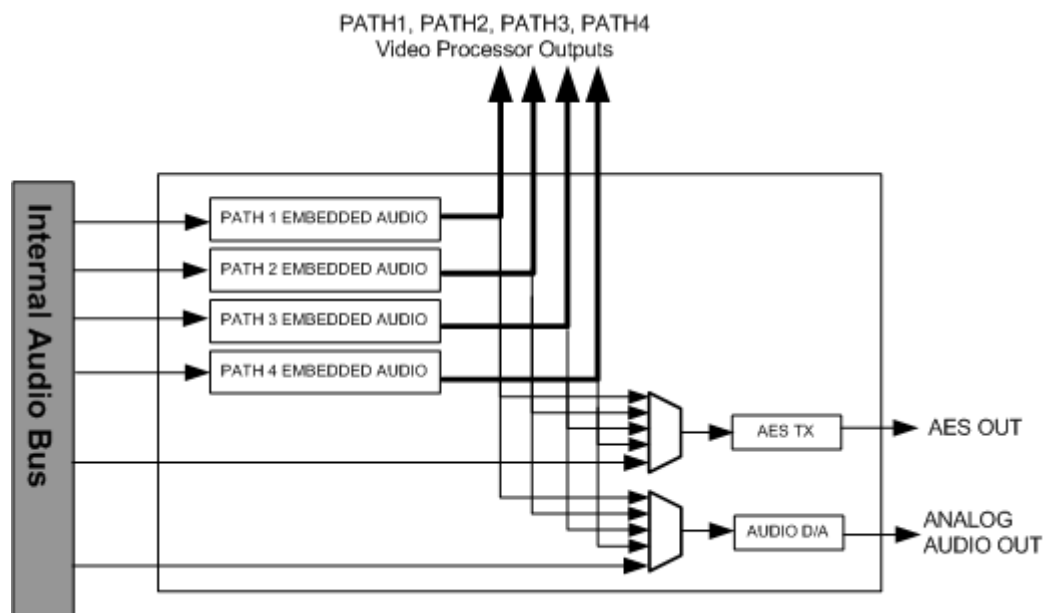 PATH1, PATH2, PATH3, PATH4
Video Processor Outputs
Internal Audio Bus
PATH 1 EMBEDDED AUDIO
PATH 2 EMBEDDED AUDIO
PATH 3 EMBEDDED AUDIO
PATH 4 EMBEDDED AUDIO
AES TX
AES OUT
AUDIO D/A
ANALOG
AUDIO OUT